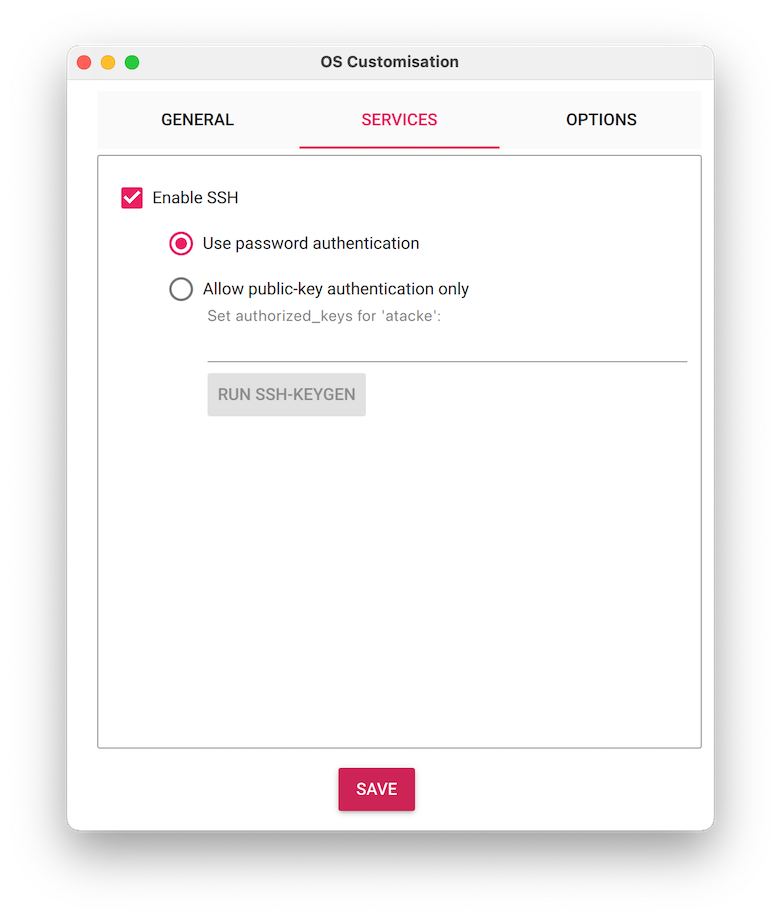 OS Customisation
GENERAL
SERVICES
OPTIONS
Enable SSH
Use password authentication
Allow public-key authentication only
Set authorized_keys for 'atacke':
RUN SSH-KEYGEN
SAVE